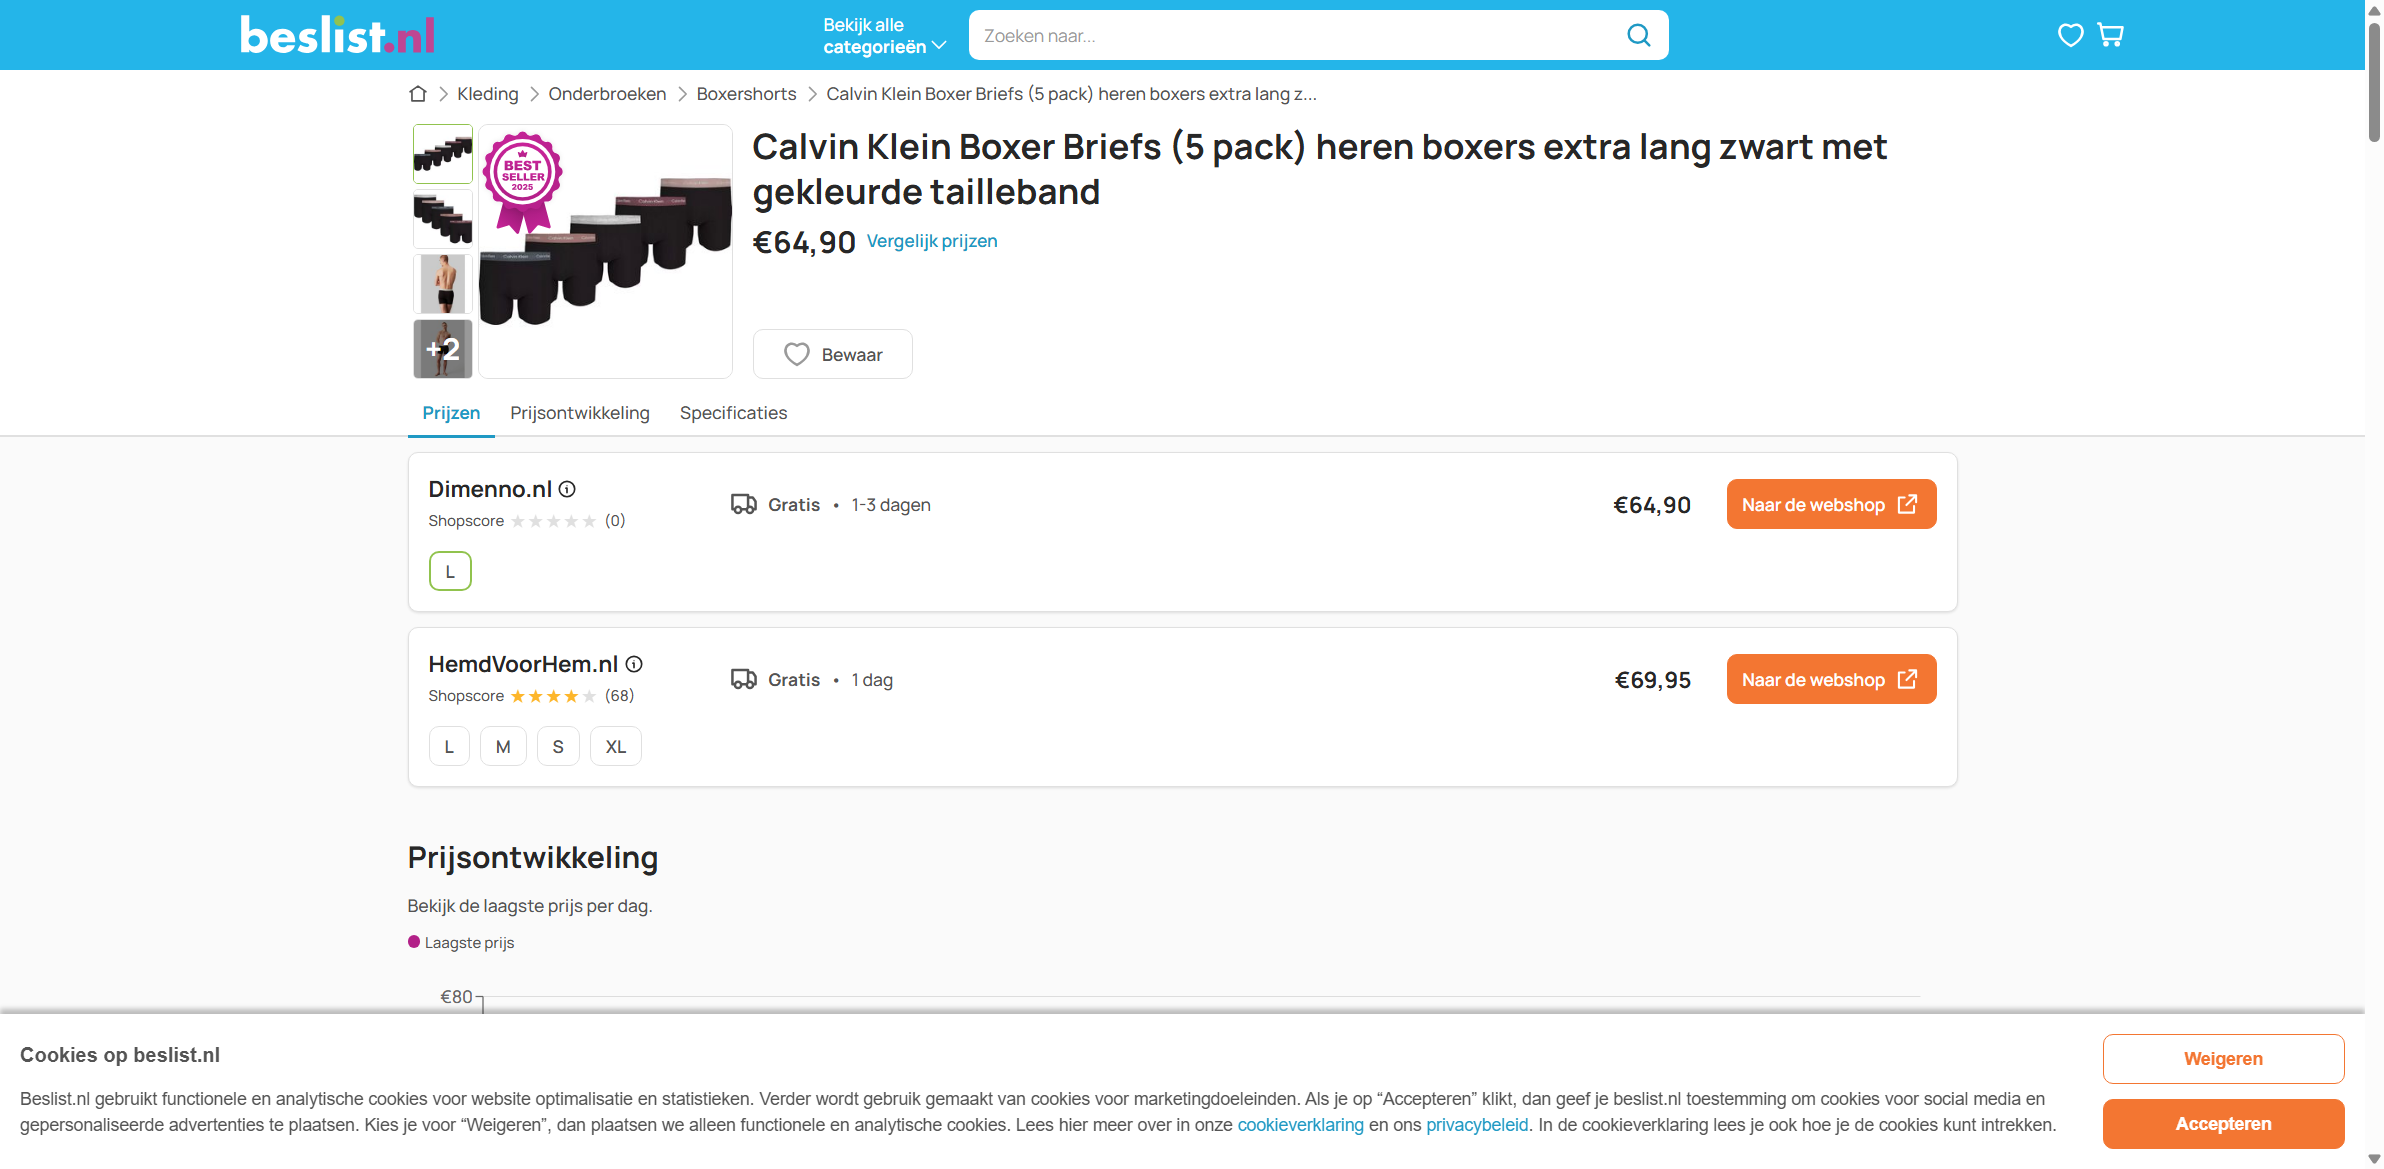 beslist.nl
Bekijk alle
categorieën
Zoeken naar...
Kleding
Onderbroeken
Boxershorts
Calvin Klein Boxer Briefs (5 pack) heren boxers extra lang z...
BEST
SELLER
2025
+2
Calvin Klein Boxer Briefs (5 pack) heren boxers extra lang zwart met
gekleurde tailleband
€64,90 Vergelijk prijzen
Bewaar
Prijzen
Prijsontwikkeling
Specificaties
Dimenno.nl
Shopscore (0)
Gratis • 1-3 dagen
€64,90
Naar de webshop
L
HemdVoorHem.nl
Shopscore (68)
Gratis • 1 dag
€69,95
Naar de webshop
L M S XL
Prijsontwikkeling
Bekijk de laagste prijs per dag.
Laagste prijs
€80
Cookies op beslist.nl
Beslist.nl gebruikt functionele en analytische cookies voor website optimalisatie en statistieken. Verder wordt gebruik gemaakt van cookies voor marketingdoeleinden. Als je op “Accepteren” klikt, dan geef je beslist.nl toestemming om cookies voor social media en
gepersonaliseerde advertenties te plaatsen. Kies je voor “Weigeren”, dan plaatsen we alleen functionele en analytische cookies. Lees hier meer over in onze cookieverklaring en ons privacybeleid. In de cookieverklaring lees je ook hoe je de cookies kunt intrekken.
Weigeren
Accepteren